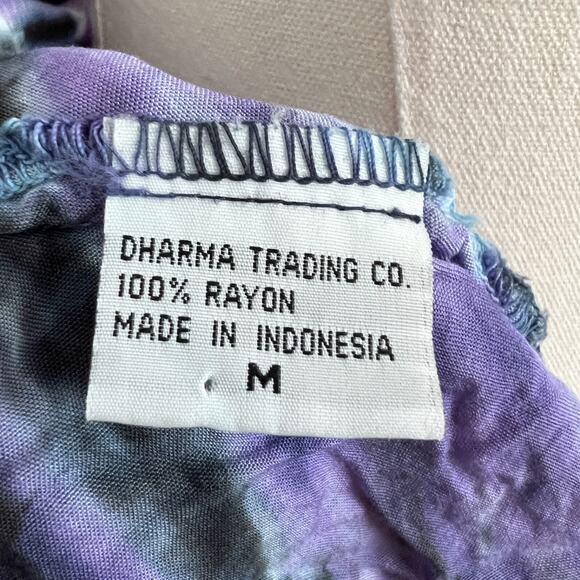 DHARMA TRADING CO.
100% RAYON
MADE IN INDONESIA
M